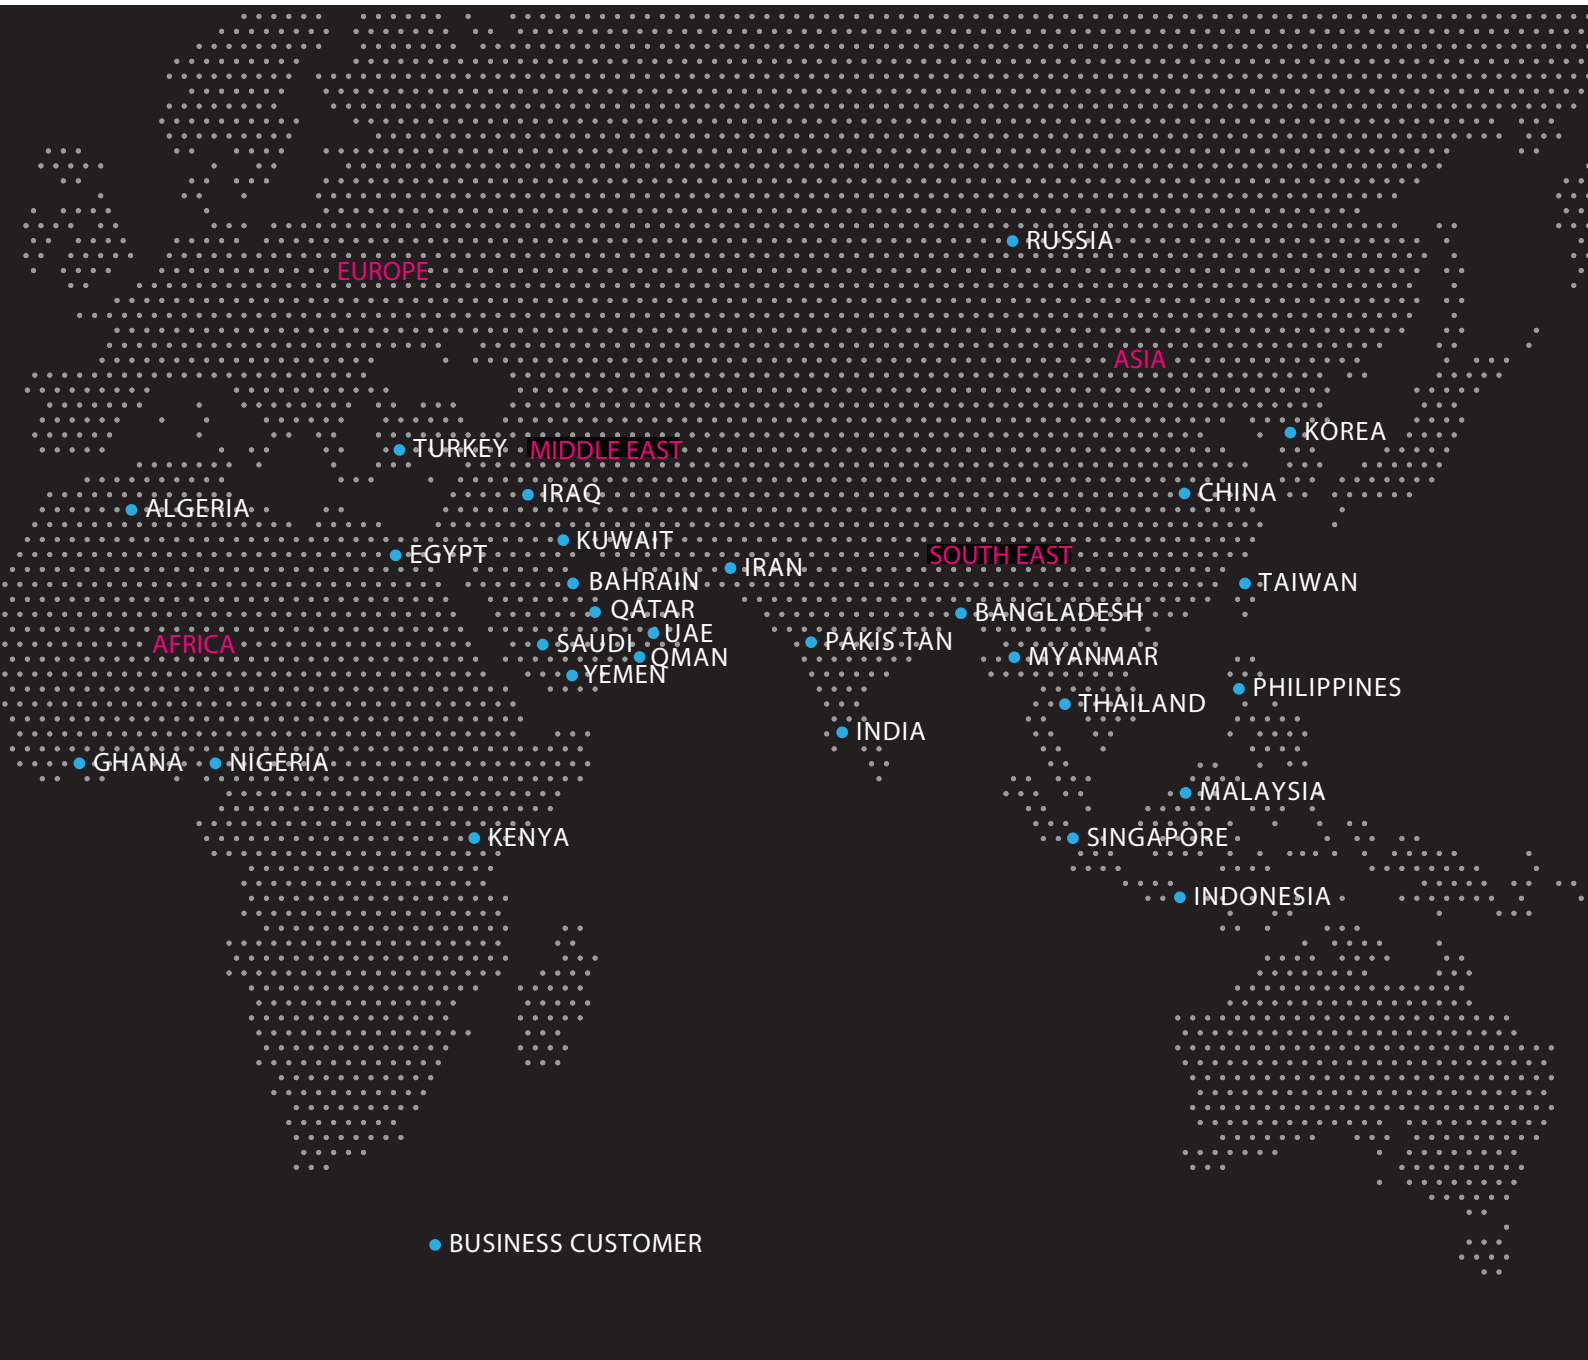 RUSSIA
EUROPE
ASIA
KOREA
TURKEY
MIDDLE EAST
IRAQ
CHINA
ALGERIA
KUWAIT
EGYPT
SOUTH EAST
IRAN
BAHRAIN
TAIWAN
QATAR
BANGLADESH
UAE
AFRICA
SAUDI
PAKIS TAN
QMAN
MYANMAR
YEMEN
PHILIPPINES
THAILAND
INDIA
GHANA
NIGERIA
MALAYSIA
KENYA
SINGAPORE
INDONESIA
BUSINESS CUSTOMER